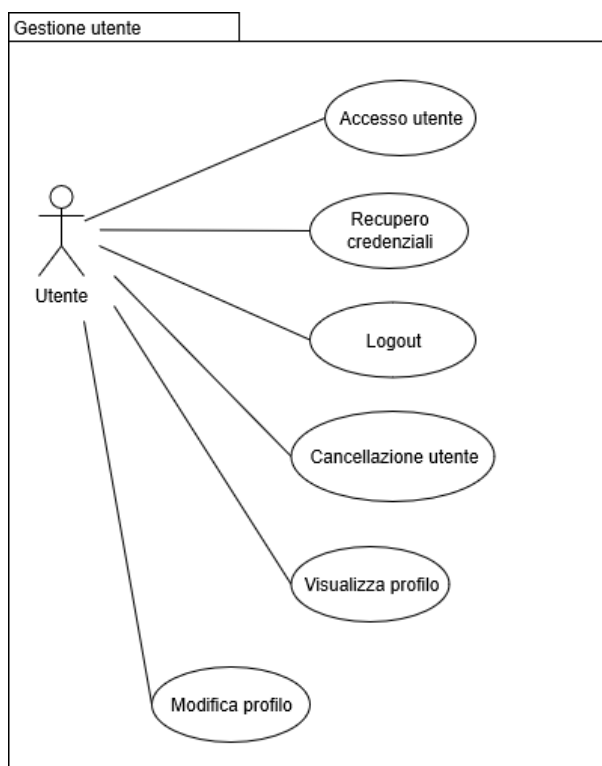 Gestione utente
Accesso utente
Recupero
credenziali
Utente
Logout
Cancellazione utente
Visualizza profilo
Modifica profilo